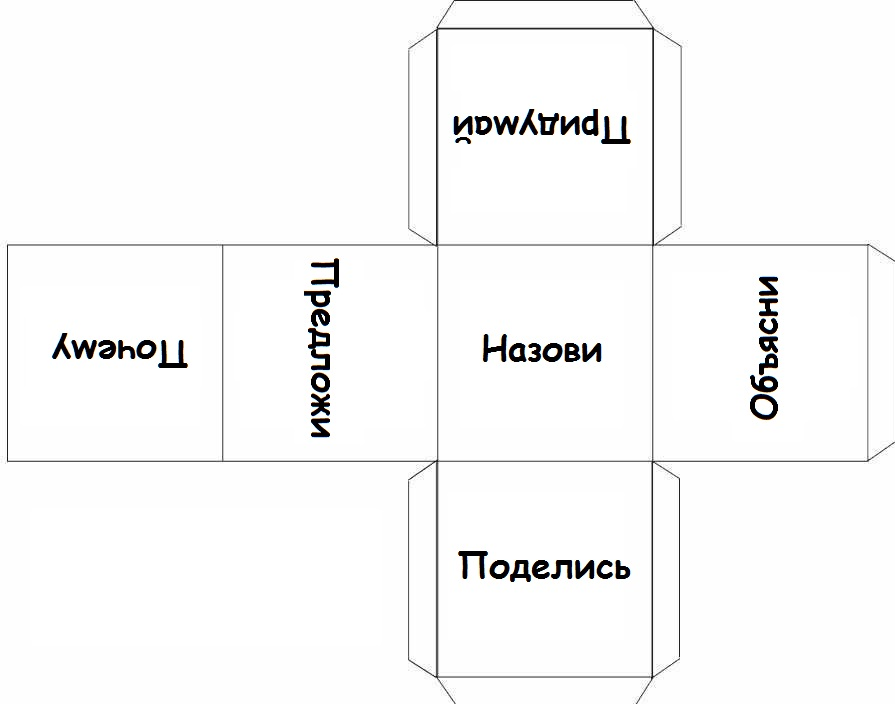 Придумай
Почему
Предложи
Назови
Объясни
Поделись